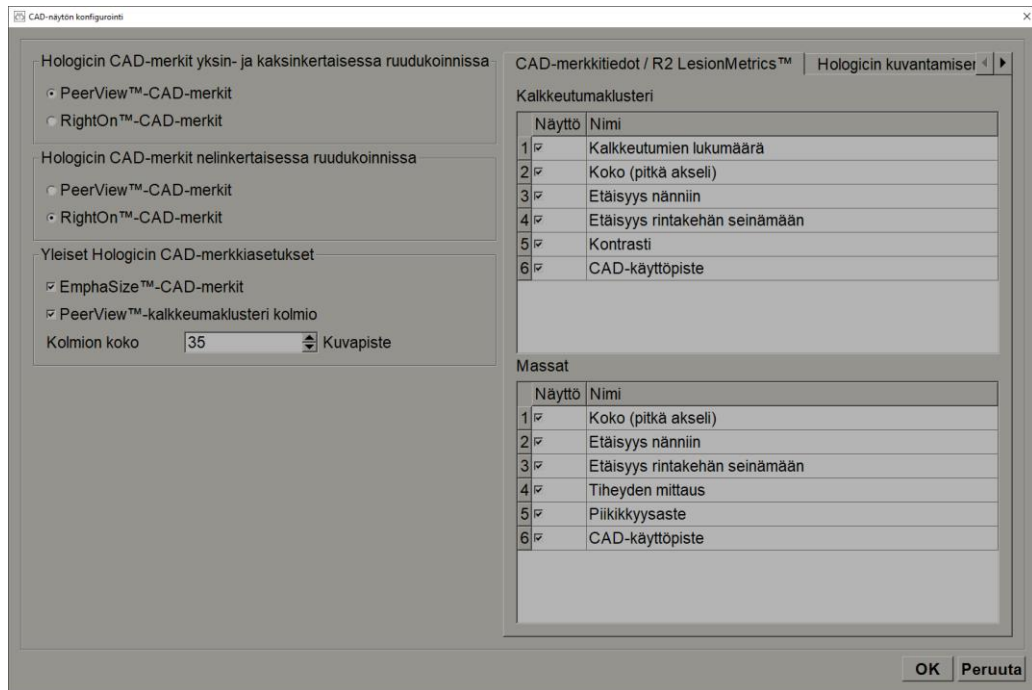 CAD-näytön konfigurointi
Hologicin CAD-merkit yksin- ja kaksinkertaisessa ruudukoinnissa
PeerView™-CAD-merkit
RightOn™-CAD-merkit
Hologicin CAD-merkit nelinkertaisessa ruudukoinnissa
PeerView™-CAD-merkit
RightOn™-CAD-merkit
Yleiset Hologicin CAD-merkkiasetukset
EmphaSize™-CAD-merkit
PeerView™-kalkkeumaklusteri kolmio
Kolmion koko 35 Kuvapiste
CAD-merkkitiedot / R2 LesionMetrics™ Hologicin kuvantamisen
Kalkkeutumaklusteri
Näyttö Nimi
1 Kalkkeutumien lukumäärä
2 Koko (pitkä akseli)
3 Etäisyys nänniin
4 Etäisyys rintakehän seinämään
5 Kontrasti
6 CAD-käyttöpiste
Massat
Näyttö Nimi
1 Koko (pitkä akseli)
2 Etäisyys nänniin
3 Etäisyys rintakehän seinämään
4 Tiheyden mittaus
5 Piikikkyysaste
6 CAD-käyttöpiste
OK Peruuta